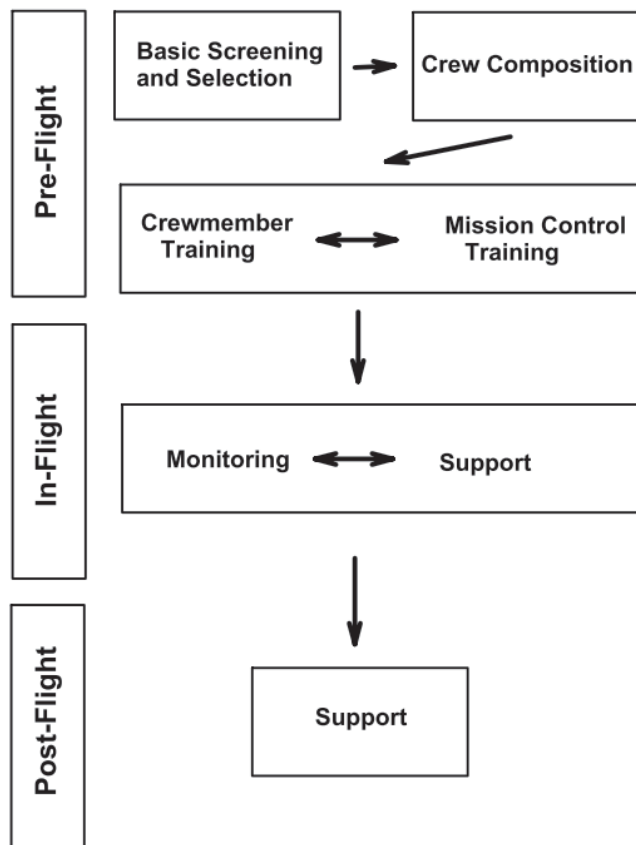 Pre-Flight
Basic Screening
and Selection
Crew Composition
Crewmember
Training
Mission Control
Training
In-Flight
Monitoring
Support
Post-Flight
Support